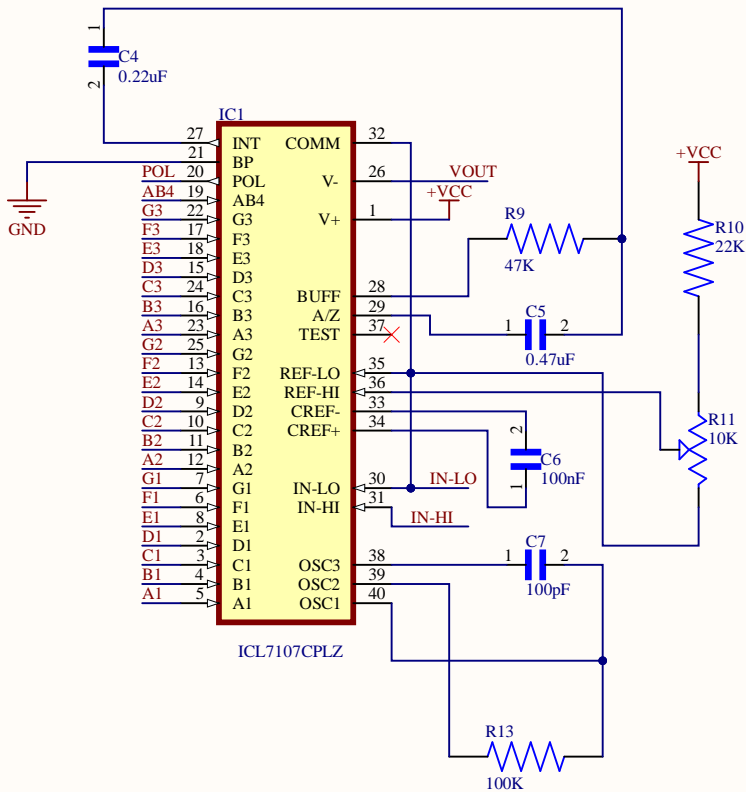 1
C4
0.22uF
2
IC1
27 INT COMM 32
21 BP
POL 20 POL V- 26 VOUT
+VCC
+VCC
AB4 19 AB4
G3 22 G3 V+ 1
GND
F3 17 F3
E3 18 E3
D3 15 D3
C3 24 C3 BUFF 28
B3 16 B3 A/Z 29
A3 23 A3 TEST 37
G2 25 G2
F2 13 F2 REF-LO 35
E2 14 E2 REF-HI 36
D2 9 D2 CREF- 33
C2 10 C2 CREF+ 34
B2 11 B2
A2 12 A2
G1 7 G1 IN-LO 30 IN-LO
F1 6 F1 IN-HI 31 IN-HI
E1 8 E1
D1 2 D1
C1 3 C1 OSC3 38
B1 4 B1 OSC2 39
A1 5 A1 OSC1 40
ICL7107CPLZ
R9
47K
R10
22K
C5
1 2
0.47uF
R11
10K
2
C6
100nF
1
C7
1 2
100pF
R13
100K